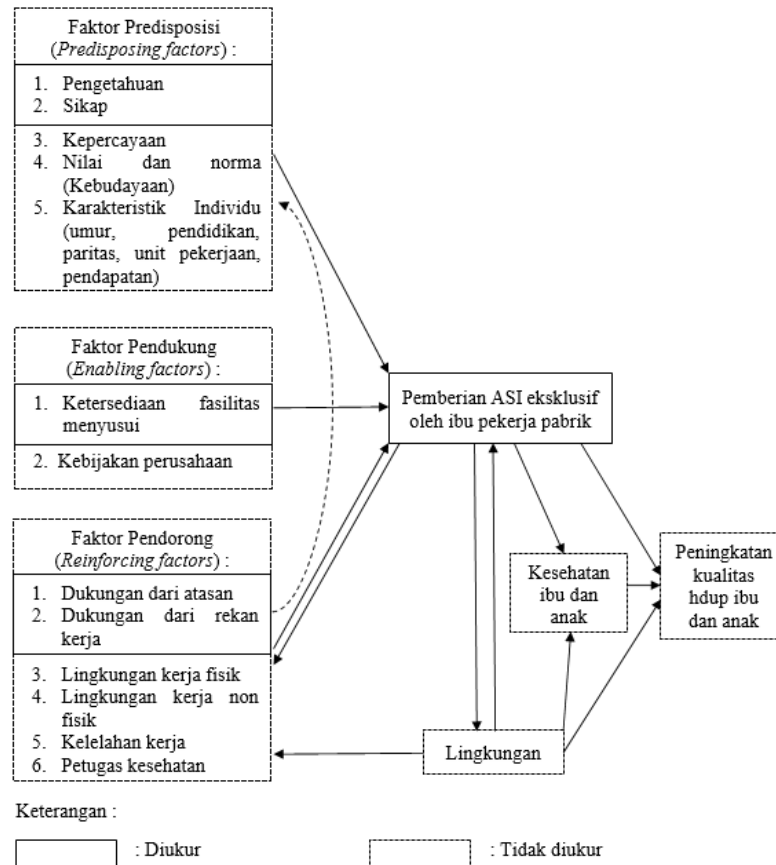 Faktor Predisposisi
(Predisposing factors) :
1. Pengetahuan
2. Sikap
3. Kepercayaan
4. Nilai dan norma
(Kebudayaan)
5. Karakteristik Individu
(umur, pendidikan,
paritas, unit pekerjaan,
pendapatan)
Faktor Pendukung
(Enabling factors) :
1. Ketersediaan fasilitas
menyusui
2. Kebijakan perusahaan
Faktor Pendorong
(Reinforcing factors) :
1. Dukungan dari atasan
2. Dukungan dari rekan
kerja
3. Lingkungan kerja fisik
4. Lingkungan kerja non
fisik
5. Kelelahan kerja
6. Petugas kesehatan
Pemberian ASI eksklusif
oleh ibu pekerja pabrik
Kesehatan
ibu dan
anak
Peningkatan
kualitas
hdup ibu
dan anak
Lingkungan
Keterangan :
: Diukur
: Tidak diukur